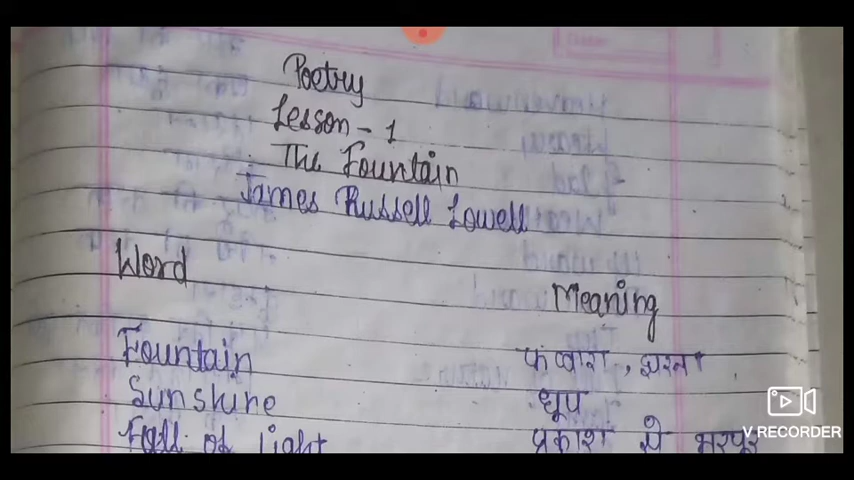 Poetry
Lesson - 1
The Fountain
James Russell Lowell
Word Meaning
Fountain फव्वारा, झरना
Sunshine धूप
Full of light प्रकाश से भरपूर
V RECORDER